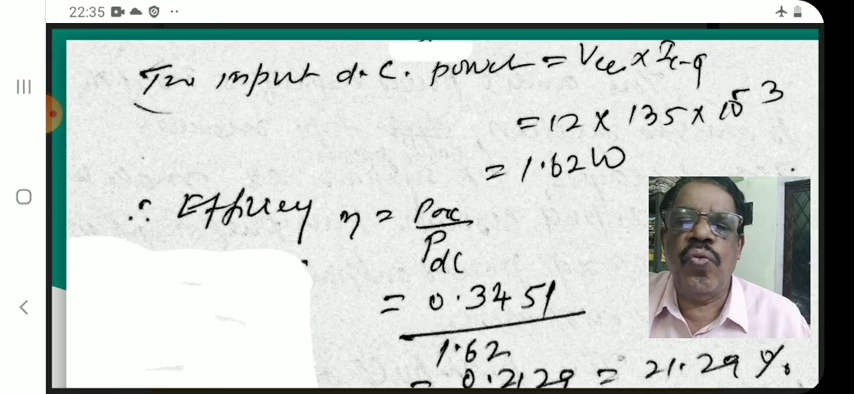 22:35
The input d.c. power = Vcc x Ic-q
= 12 x 135 x 10^-3
= 1.62 W
∴ Efficiency η = Pac/Pdc
= 0.3451
1.62
= 0.2129 = 21.29 %